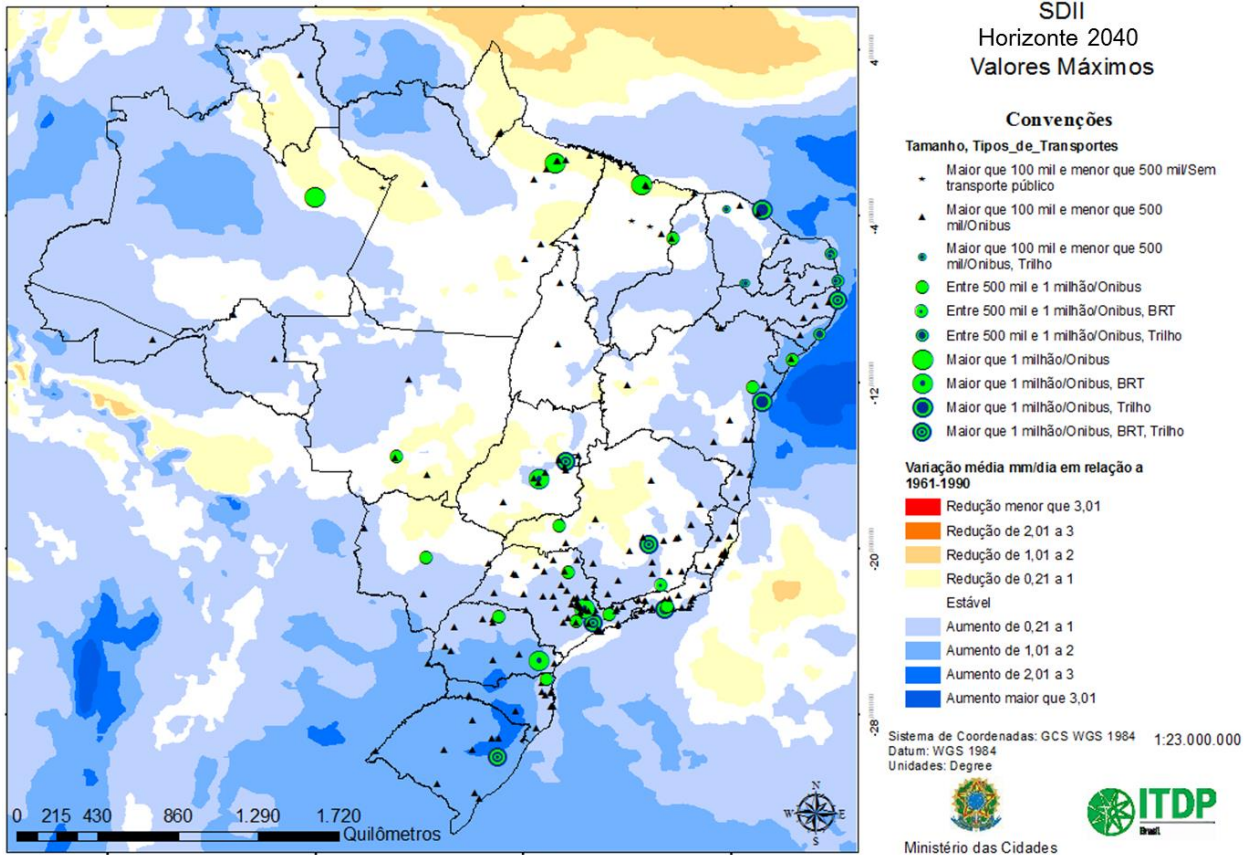 SDII
Horizonte 2040
Valores Máximos
Convenções
Tamanho, Tipos_de_Transportes
Maior que 100 mil e menor que 500 mil/Sem
transporte público
Maior que 100 mil e menor que 500
mil/Onibus
Maior que 100 mil e menor que 500
mil/Onibus, Trilho
Entre 500 mil e 1 milhão/Onibus
Entre 500 mil e 1 milhão/Onibus, BRT
Entre 500 mil e 1 milhão/Onibus, Trilho
Maior que 1 milhão/Onibus
Maior que 1 milhão/Onibus, BRT
Maior que 1 milhão/Onibus, Trilho
Maior que 1 milhão/Onibus, BRT, Trilho
Variação média mm/dia em relação a
1961-1990
Redução menor que 3,01
Redução de 2,01 a 3
Redução de 1,01 a 2
Redução de 0,21 a 1
Estável
Aumento de 0,21 a 1
Aumento de 1,01 a 2
Aumento de 2,01 a 3
Aumento maior que 3,01
Sistema de Coordenadas: GCS WGS 1984 1:23.000.000
Datum: WGS 1984
Unidades: Degree
Ministério das Cidades
ITDP
Brasil
N
W E
S
0 215 430 860 1.290 1.720
Quilômetros